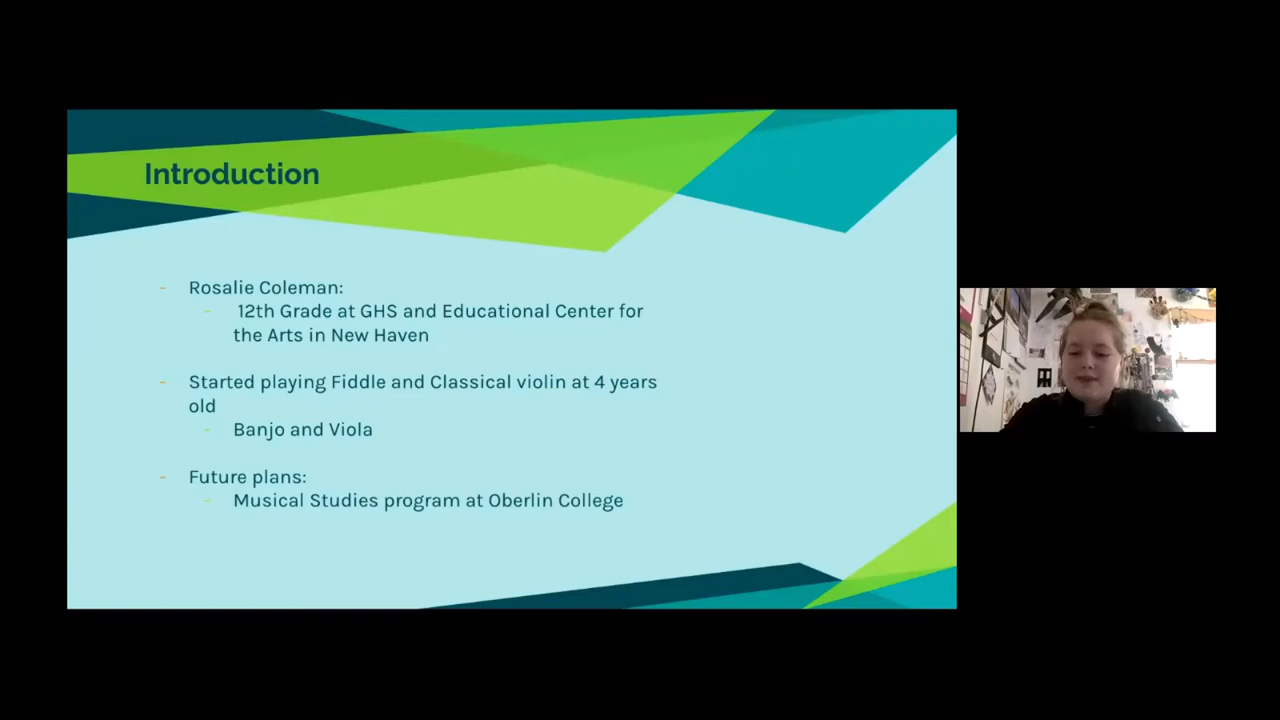 Introduction
- Rosalie Coleman:
- 12th Grade at GHS and Educational Center for
the Arts in New Haven
- Started playing Fiddle and Classical violin at 4 years
old
- Banjo and Viola
- Future plans:
- Musical Studies program at Oberlin College